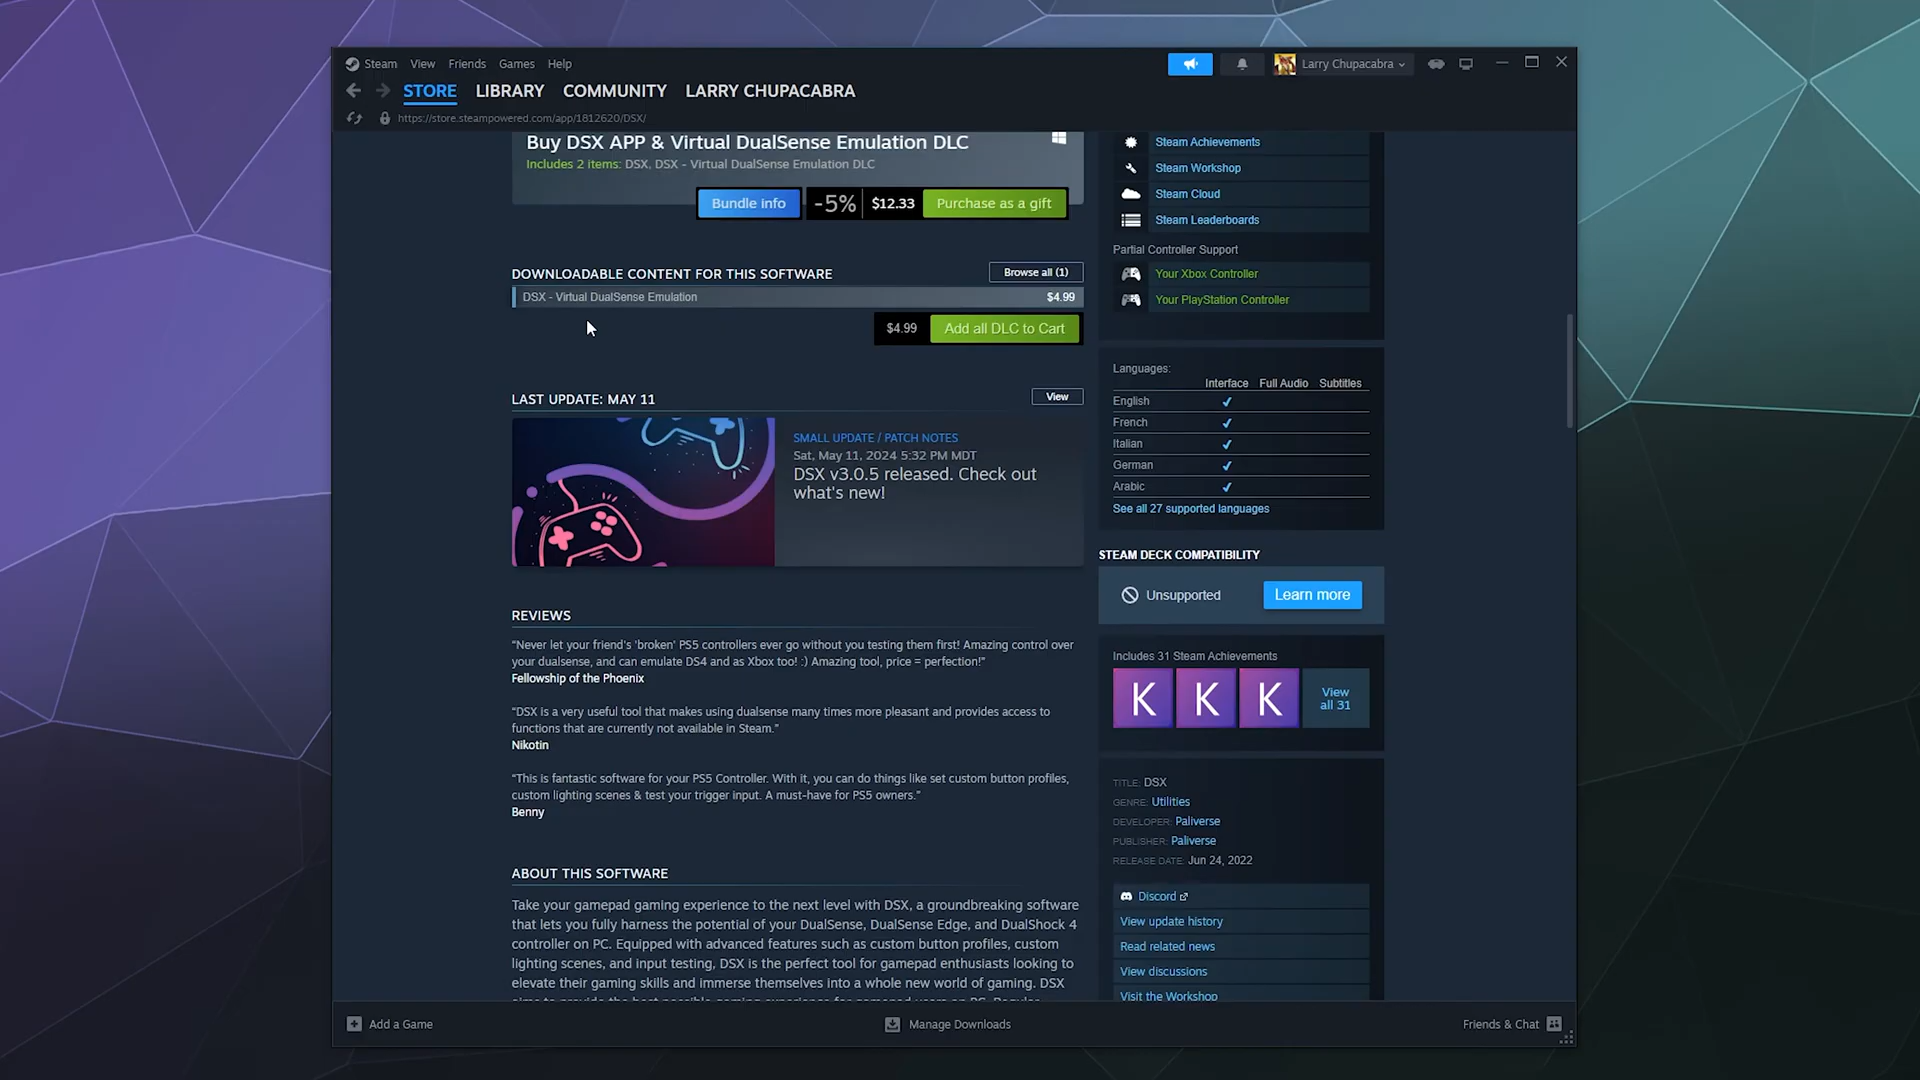 Steam View Friends Games Help
Larry Chupacabra
STORE LIBRARY COMMUNITY LARRY CHUPACABRA
https://store.steampowered.com/app/1812620/DSX/
Buy DSX APP & Virtual DualSense Emulation DLC
Includes 2 items: DSX, DSX - Virtual DualSense Emulation DLC
Bundle info -5% $12.33 Purchase as a gift
DOWNLOADABLE CONTENT FOR THIS SOFTWARE Browse all (1)
DSX - Virtual DualSense Emulation $4.99
$4.99 Add all DLC to Cart
LAST UPDATE: MAY 11 View
SMALL UPDATE / PATCH NOTES
Sat, May 11, 2024 5:32 PM MDT
DSX v3.0.5 released. Check out
what's new!
REVIEWS
“Never let your friend's 'broken' PS5 controllers ever go without you testing them first! Amazing control over
your dualsense, and can emulate DS4 and as Xbox too! :) Amazing tool, price = perfection!”
Fellowship of the Phoenix
“DSX is a very useful tool that makes using dualsense many times more pleasant and provides access to
functions that are currently not available in Steam.”
Nikotin
“This is fantastic software for your PS5 Controller. With it, you can do things like set custom button profiles,
custom lighting scenes & test your trigger input. A must-have for PS5 owners.”
Benny
ABOUT THIS SOFTWARE
Take your gamepad gaming experience to the next level with DSX, a groundbreaking software
that lets you fully harness the potential of your DualSense, DualSense Edge, and DualShock 4
controller on PC. Equipped with advanced features such as custom button profiles, custom
lighting scenes, and input testing, DSX is the perfect tool for gamepad enthusiasts looking to
elevate their gaming skills and immerse themselves into a whole new world of gaming. DSX
aims to provide the best possible gaming experience for gamepad users on PC. Regular
Steam Achievements
Steam Workshop
Steam Cloud
Steam Leaderboards
Partial Controller Support
Your Xbox Controller
Your PlayStation Controller
Languages:
Interface Full Audio Subtitles
English ✔
French ✔
Italian ✔
German ✔
Arabic ✔
See all 27 supported languages
STEAM DECK COMPATIBILITY
Unsupported Learn more
Includes 31 Steam Achievements
K K K View
all 31
TITLE: DSX
GENRE: Utilities
DEVELOPER: Paliverse
PUBLISHER: Paliverse
RELEASE DATE: Jun 24, 2022
Discord
View update history
Read related news
View discussions
Visit the Workshop
Add a Game Manage Downloads Friends & Chat